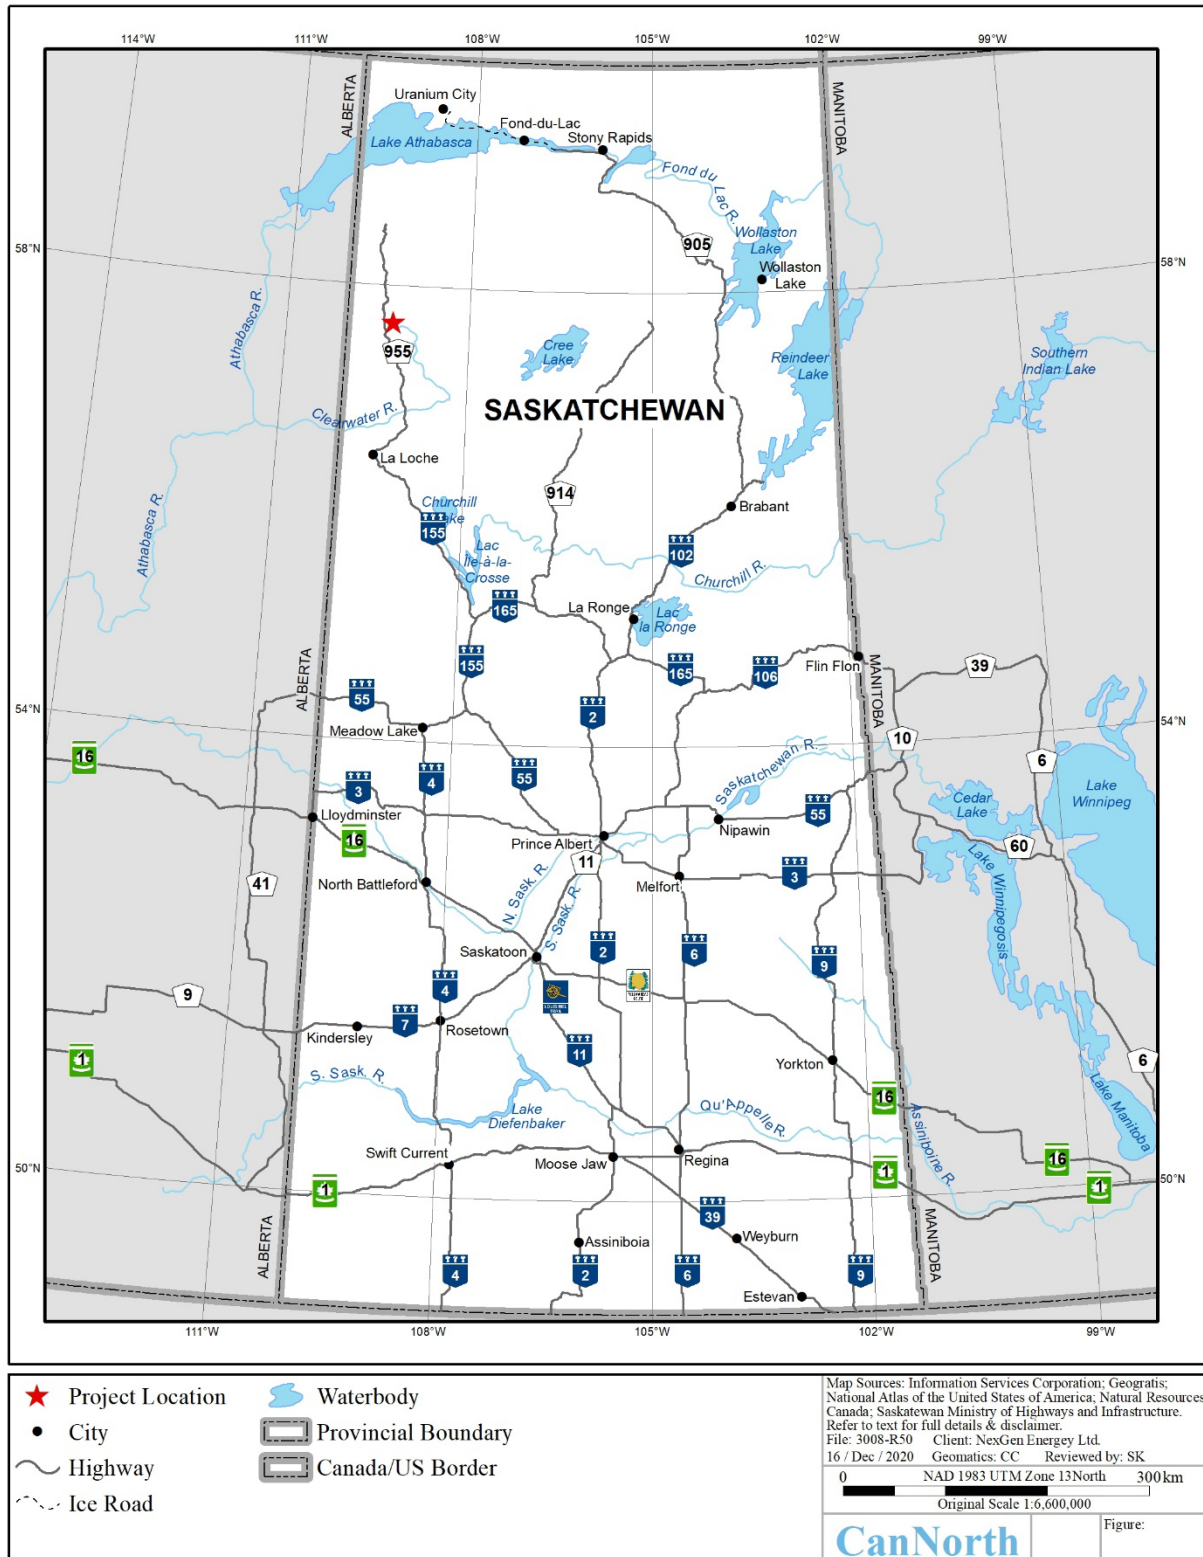 114°W
111°W
108°W
105°W
102°W
99°W
ALBERTA
MANITOBA
Uranium City
Fond-du-Lac
Stony Rapids
Lake Athabasca
Fond du Lac R.
905
Wollaston
Lake
Wollaston
Lake
58°N
58°N
Athabasca R.
955
Cree
Lake
Reindeer
Lake
Southern
Indian Lake
SASKATCHEWAN
Clearwater R.
La Loche
914
Brabant
Churchill
ake
155
Athabasca R.
Lac
Île-à-la-
Crosse
102
Churchill R.
165
La Ronge
Lac
la Ronge
ALBERTA
155
165
106
Flin Flon
MANITOBA
39
55
2
54°N
54°N
Meadow Lake
10
16
3
4
55
Saskatchewan R.
6
Lake
Winnipeg
Cedar
Lake
Lloydminster
16
Nipawin
55
Prince Albert
11
60
41
North Battleford
N. Sask. R.
S. Sask. R.
Melfort
3
Lake Winnipegosis
Saskatoon
2
6
9
9
4
7
Kindersley
Rosetown
11
Yorkton
1
6
S. Sask. R.
Lake
Diefenbaker
Qu'Appelle R.
16
Assiniboine R.
Lake Manitoba
Swift Current
Moose Jaw
Regina
50°N
50°N
1
1
16
1
39
ALBERTA
MANITOBA
Assiniboia
Weyburn
4
2
6
9
Estevan
111°W
108°W
105°W
102°W
99°W
Project Location
Waterbody
City
Provincial Boundary
Highway
Canada/US Border
Ice Road
Map Sources: Information Services Corporation; Geogratis;
National Atlas of the United States of America; Natural Resources
Canada; Saskatewan Ministry of Highways and Infrastructure.
Refer to text for full details & disclaimer.
File: 3008-R50 Client: NexGen Energey Ltd.
16 / Dec / 2020 Geomatics: CC Reviewed by: SK
0 NAD 1983 UTM Zone 13North 300 km
Original Scale 1:6,600,000
CanNorth
Figure: